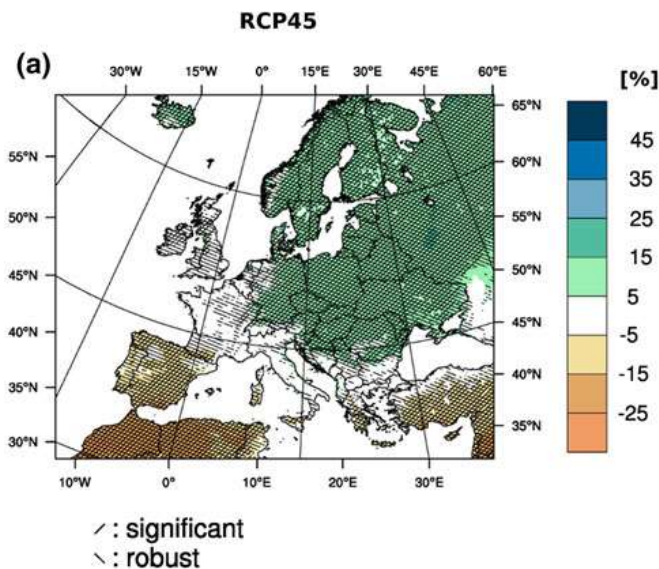 RCP45
(a)
30°W 15°W 0° 15°E 30°E 45°E 60°E
[%]
65°N
55°N
60°N
50°N
55°N
45°N
50°N
40°N
45°N
35°N
40°N
30°N
35°N
10°W 0° 10°E 20°E 30°E
45
35
25
15
5
-5
-15
-25
⟋ : significant
⟍ : robust